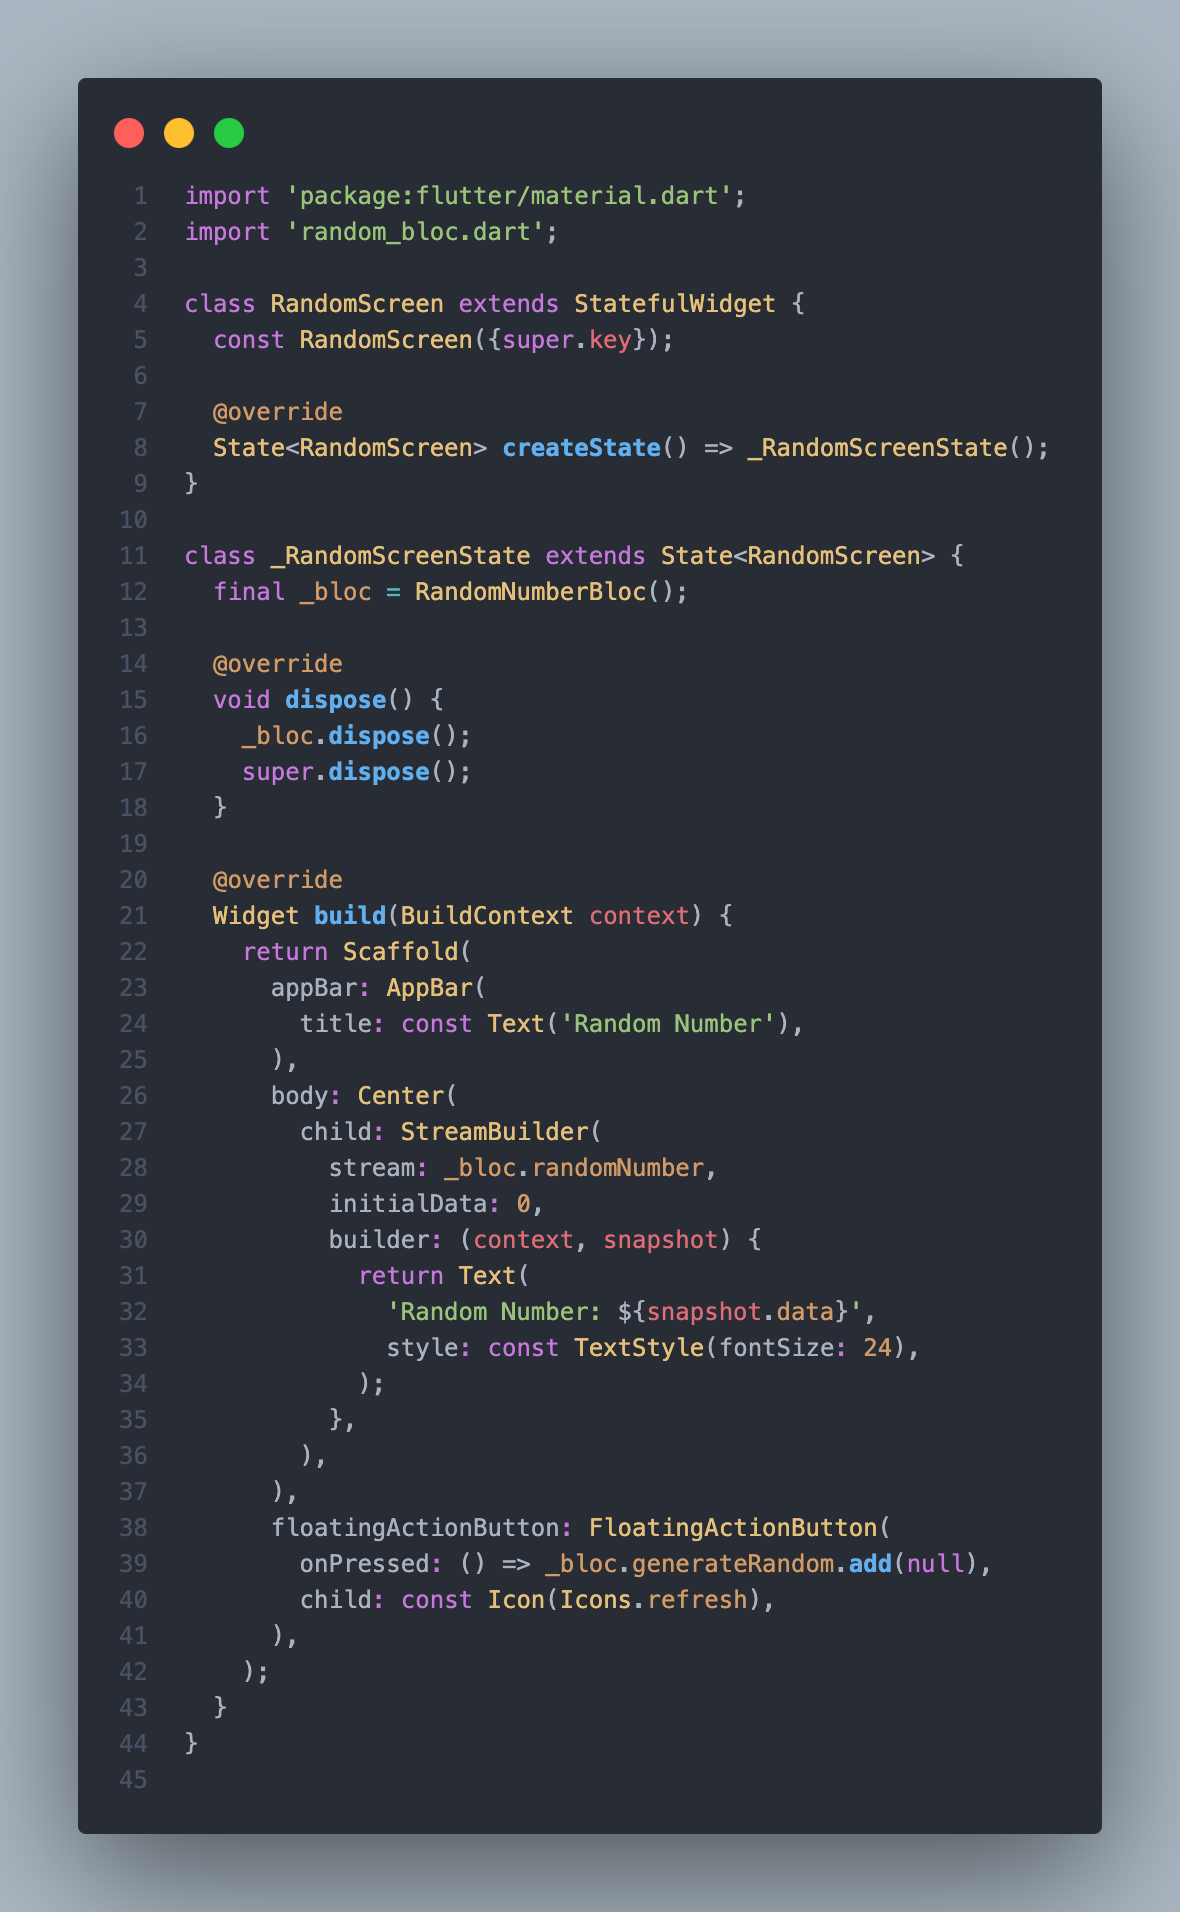 1 import 'package:flutter/material.dart';
2 import 'random_bloc.dart';
3
4 class RandomScreen extends StatefulWidget {
5   const RandomScreen({super.key});
6
7   @override
8   State<RandomScreen> createState() => _RandomScreenState();
9 }
10
11 class _RandomScreenState extends State<RandomScreen> {
12   final _bloc = RandomNumberBloc();
13
14   @override
15   void dispose() {
16     _bloc.dispose();
17     super.dispose();
18   }
19
20   @override
21   Widget build(BuildContext context) {
22     return Scaffold(
23       appBar: AppBar(
24         title: const Text('Random Number'),
25       ),
26       body: Center(
27         child: StreamBuilder(
28           stream: _bloc.randomNumber,
29           initialData: 0,
30           builder: (context, snapshot) {
31             return Text(
32               'Random Number: ${snapshot.data}',
33               style: const TextStyle(fontSize: 24),
34             );
35           },
36         ),
37       ),
38       floatingActionButton: FloatingActionButton(
39         onPressed: () => _bloc.generateRandom.add(null),
40         child: const Icon(Icons.refresh),
41       ),
42     );
43   }
44 }
45